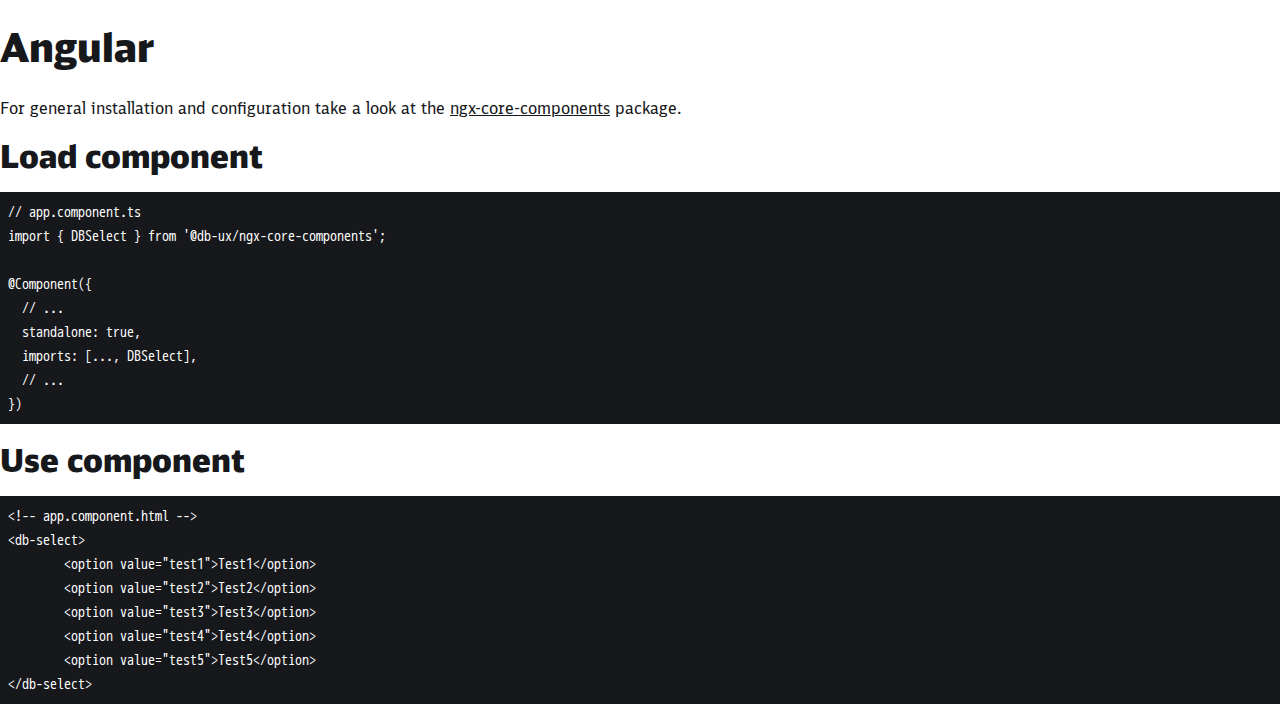 Angular
For general installation and configuration take a look at the ngx-core-components package.
Load component
// app.component.ts
import { DBSelect } from '@db-ux/ngx-core-components';
@Component({
  // ...
  standalone: true,
  imports: [..., DBSelect],
  // ...
})
Use component
<!-- app.component.html -->
<db-select>
        <option value="test1">Test1</option>
        <option value="test2">Test2</option>
        <option value="test3">Test3</option>
        <option value="test4">Test4</option>
        <option value="test5">Test5</option>
</db-select>